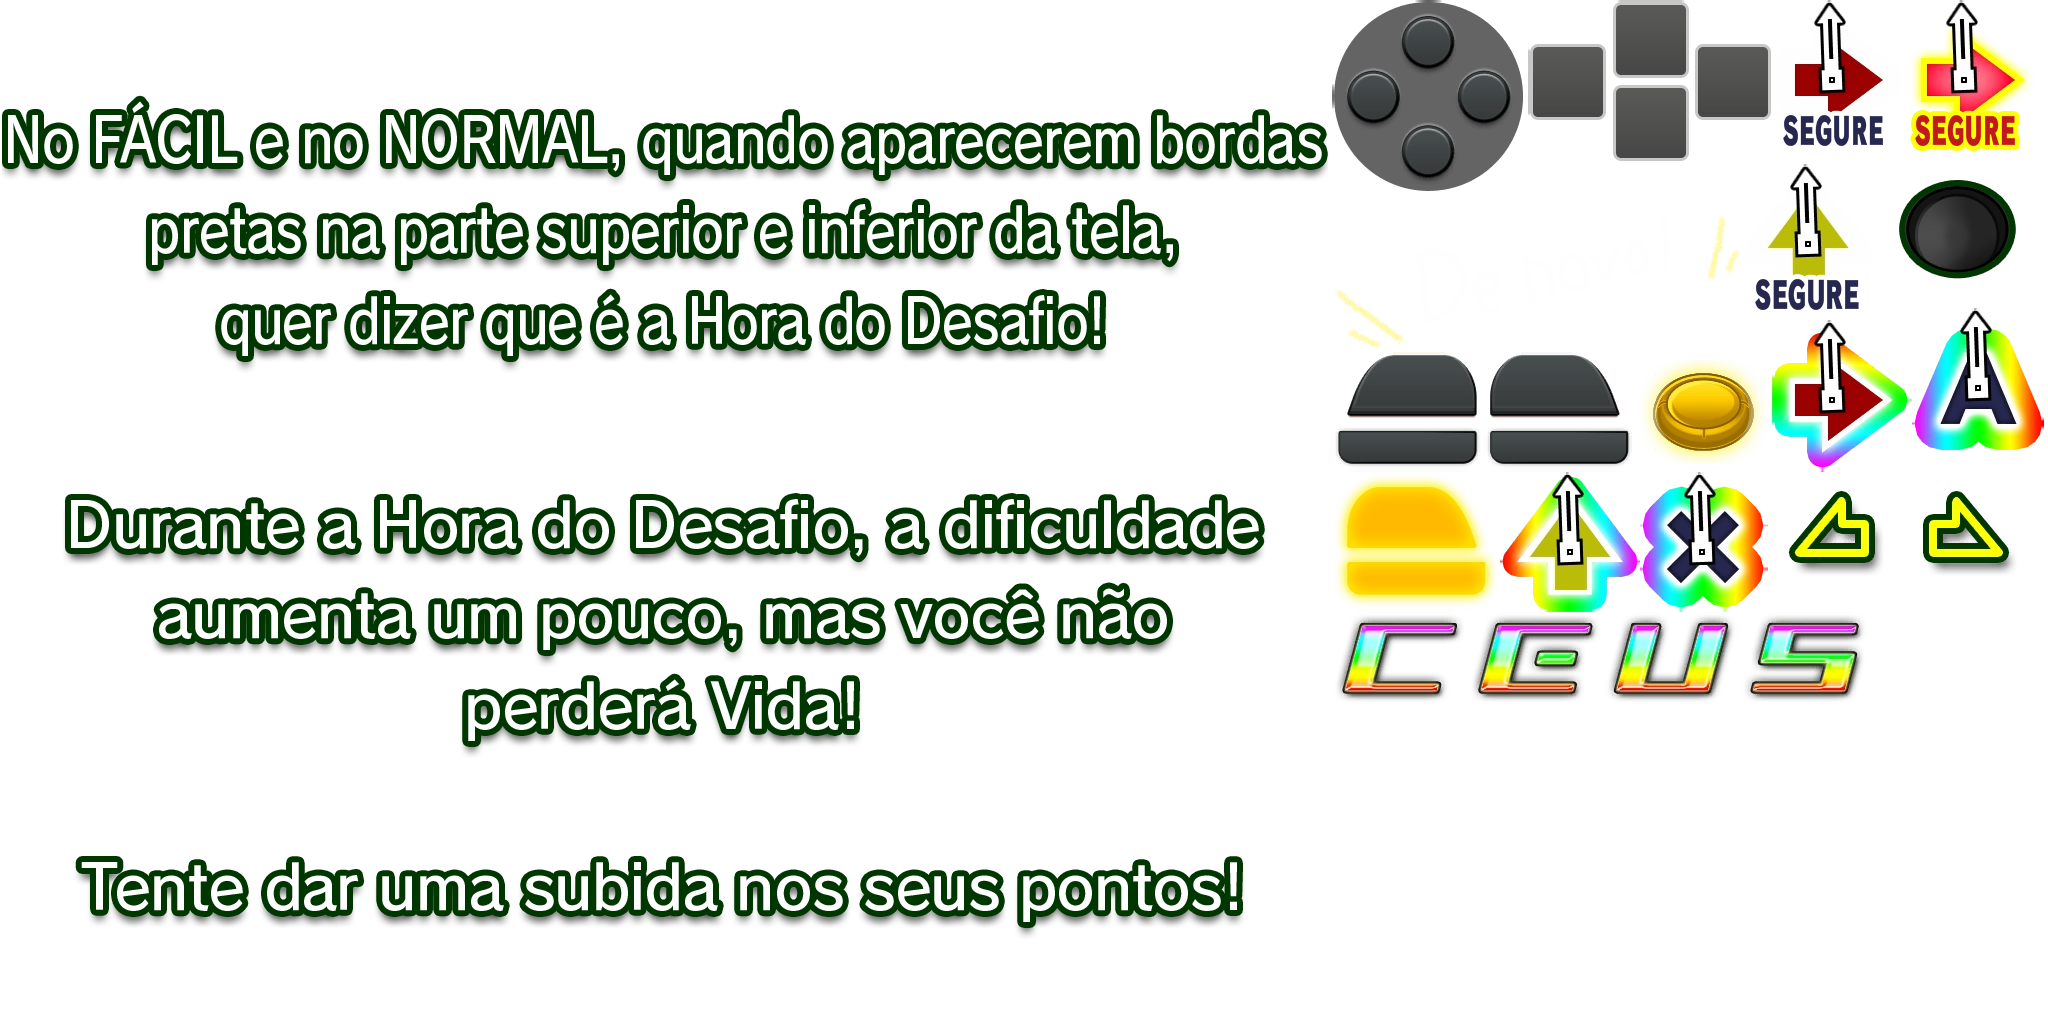 No FÁCIL e no NORMAL, quando aparecerem bordas
pretas na parte superior e inferior da tela,
quer dizer que é a Hora do Desafio!
Durante a Hora do Desafio, a dificuldade
aumenta um pouco, mas você não
perderá Vida!
Tente dar uma subida nos seus pontos!
SEGURE
SEGURE
De novo!
SEGURE
A
CEUS